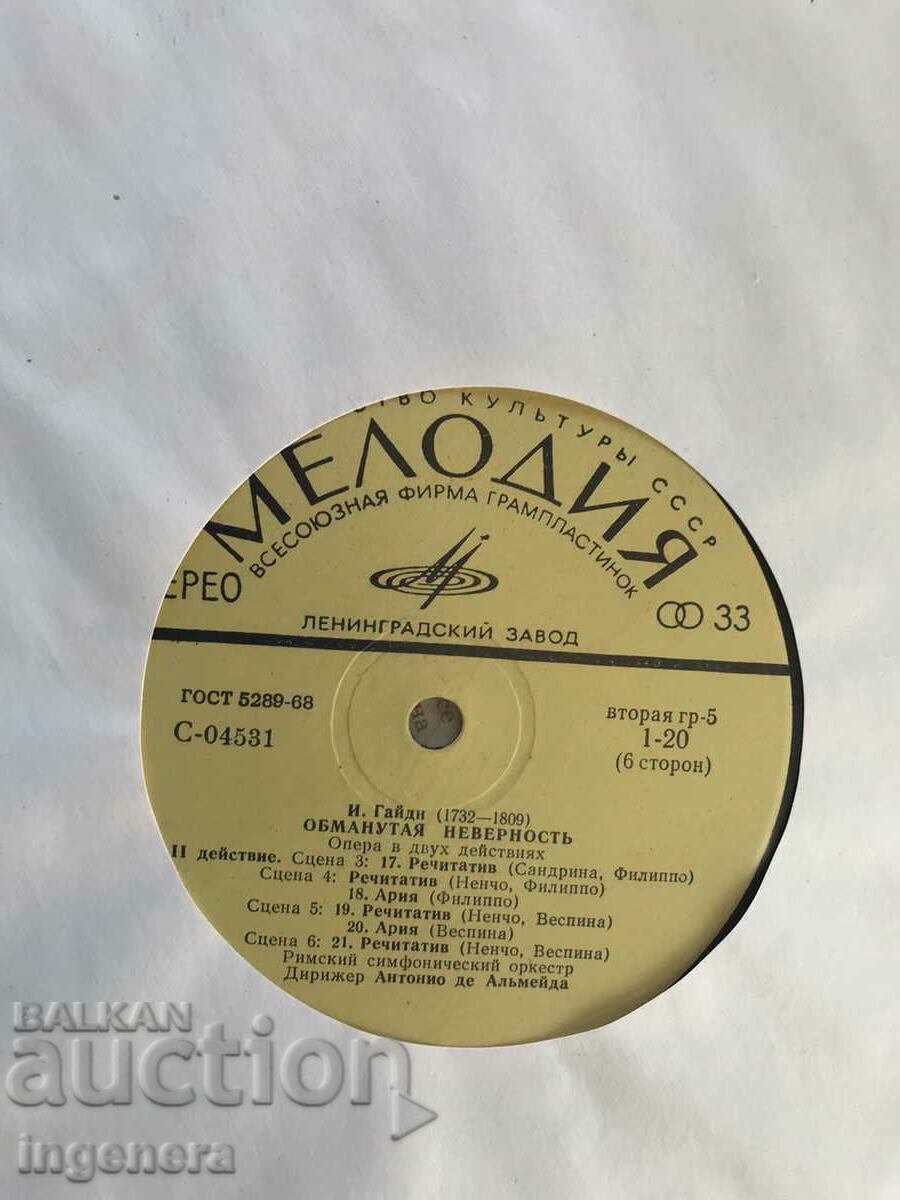 СТВО КУЛЬТУРЫ СССР
МЕЛОДИЯ
ВСЕСОЮЗНАЯ ФИРМА ГРАМПЛАСТИНОК
ЕРЕО
33
ЛЕНИНГРАДСКИЙ ЗАВОД
ГОСТ 5289-68
С-04531
вторая гр-5
1-20
(6 сторон)
И. Гайдн (1732—1809)
ОБМАНУТАЯ НЕВЕРНОСТЬ
Опера в двух действиях
II действие. Сцена 3: 17. Речитатив (Сандрина, Филиппо)
Сцена 4: Речитатив (Ненчо, Филиппо)
18. Ария (Филиппо)
Сцена 5: 19. Речитатив (Ненчо, Веспина)
20. Ария (Веспина)
Сцена 6: 21. Речитатив (Ненчо, Веспина)
Римский симфонический оркестр
Дирижер Антонио де Альмейда
BALKAN
auction
ingenera